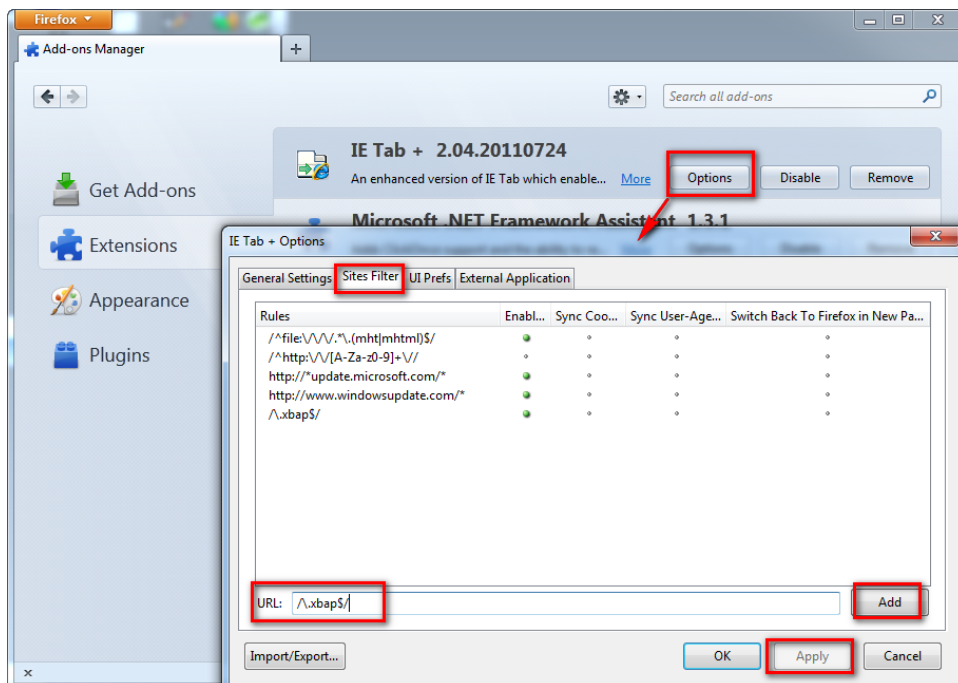 Firefox
Add-ons Manager
+
Search all add-ons
IE Tab + 2.04.20110724
An enhanced version of IE Tab which enable... More Options Disable Remove
Get Add-ons
Microsoft .NET Framework Assistant 1.3.1
Extensions
IE Tab + Options
General Settings Sites Filter UI Prefs External Application
Appearance
Rules Enabl... Sync Coo... Sync User-Age... Switch Back To Firefox in New Pa...
/^file:\/\/\/.*\.(mht|mhtml)$/
/^http:\/\/[A-Za-z0-9]+\//
Plugins
http://*update.microsoft.com/*
http://www.windowsupdate.com/*
/\.xbap$/
URL: /\.xbap$/ Add
Import/Export... OK Apply Cancel
x